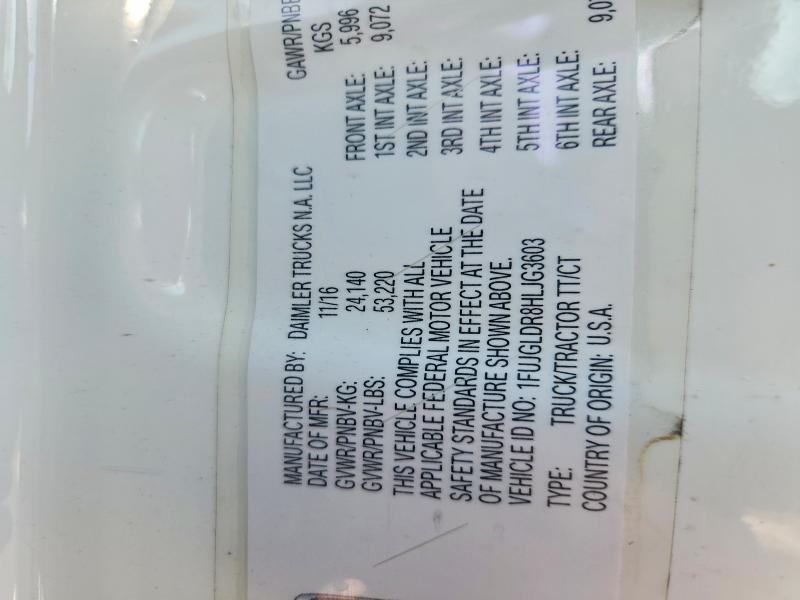 MANUFACTURED BY: DAIMLER TRUCKS N.A. LLC
DATE OF MFR: 11/16
GVWR/PNBV-KG: 24,140
GVWR/PNBV-LBS: 53,220
THIS VEHICLE COMPLIES WITH ALL
APPLICABLE FEDERAL MOTOR VEHICLE
SAFETY STANDARDS IN EFFECT AT THE DATE
OF MANUFACTURE SHOWN ABOVE.
VEHICLE ID NO: 1FUJGLDR8HLJG3603
TYPE: TRUCK/TRACTOR TT/CT
COUNTRY OF ORIGIN: U.S.A.
GAWR/PNBE
KGS
FRONT AXLE: 5,996
1ST INT AXLE: 9,072
2ND INT AXLE:
3RD INT AXLE:
4TH INT AXLE:
5TH INT AXLE:
6TH INT AXLE:
REAR AXLE: